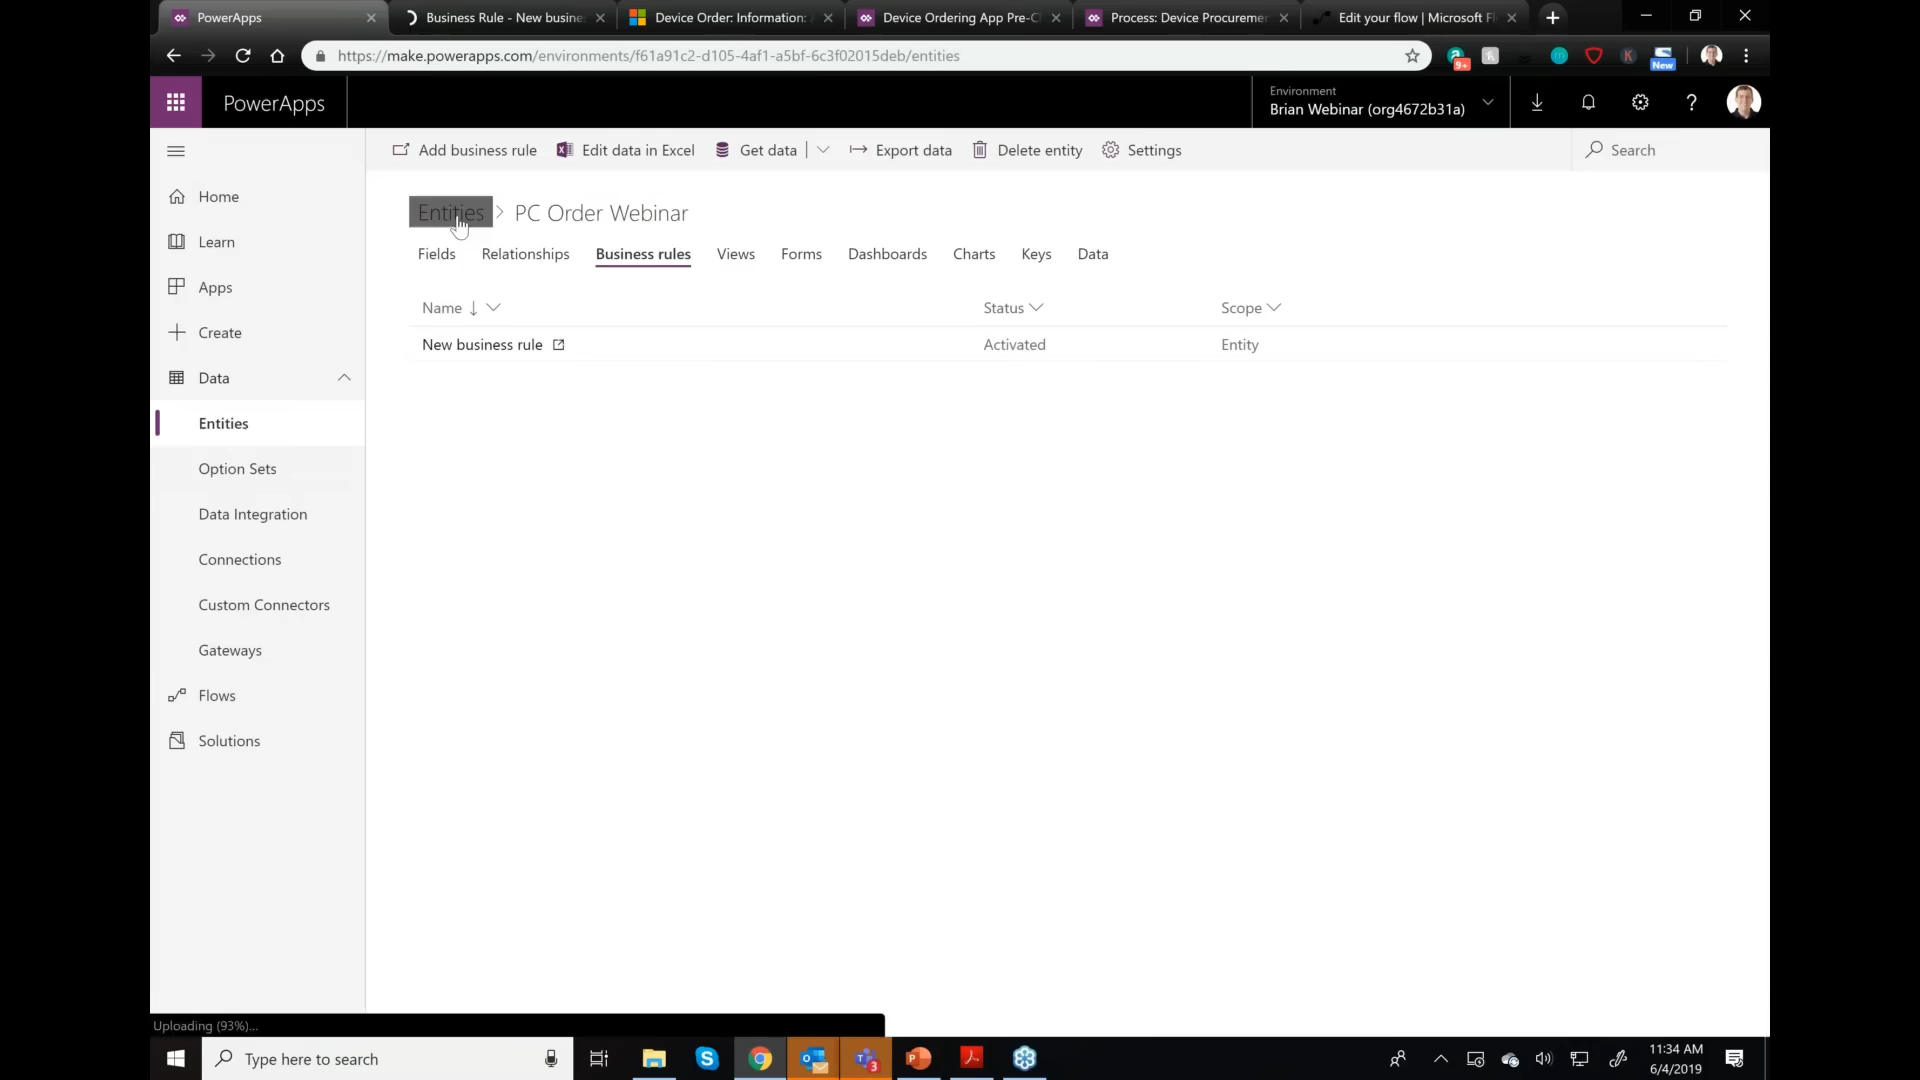 PowerApps
Business Rule - New busine
Device Order: Information:
Device Ordering App Pre-C
Process: Device Procureme
Edit your flow | Microsoft Fl
https://make.powerapps.com/environments/f61a91c2-d105-4af1-a5bf-6c3f02015deb/entities
9+
K
New
PowerApps
Environment
Brian Webinar (org4672b31a)
Add business rule
Edit data in Excel
Get data
Export data
Delete entity
Settings
Search
Home
Learn
Apps
Create
Data
Entities
Option Sets
Data Integration
Connections
Custom Connectors
Gateways
Flows
Solutions
Entities > PC Order Webinar
Fields
Relationships
Business rules
Views
Forms
Dashboards
Charts
Keys
Data
Name
Status
Scope
New business rule
Activated
Entity
Uploading (93%)...
Type here to search
3
11:34 AM
6/4/2019